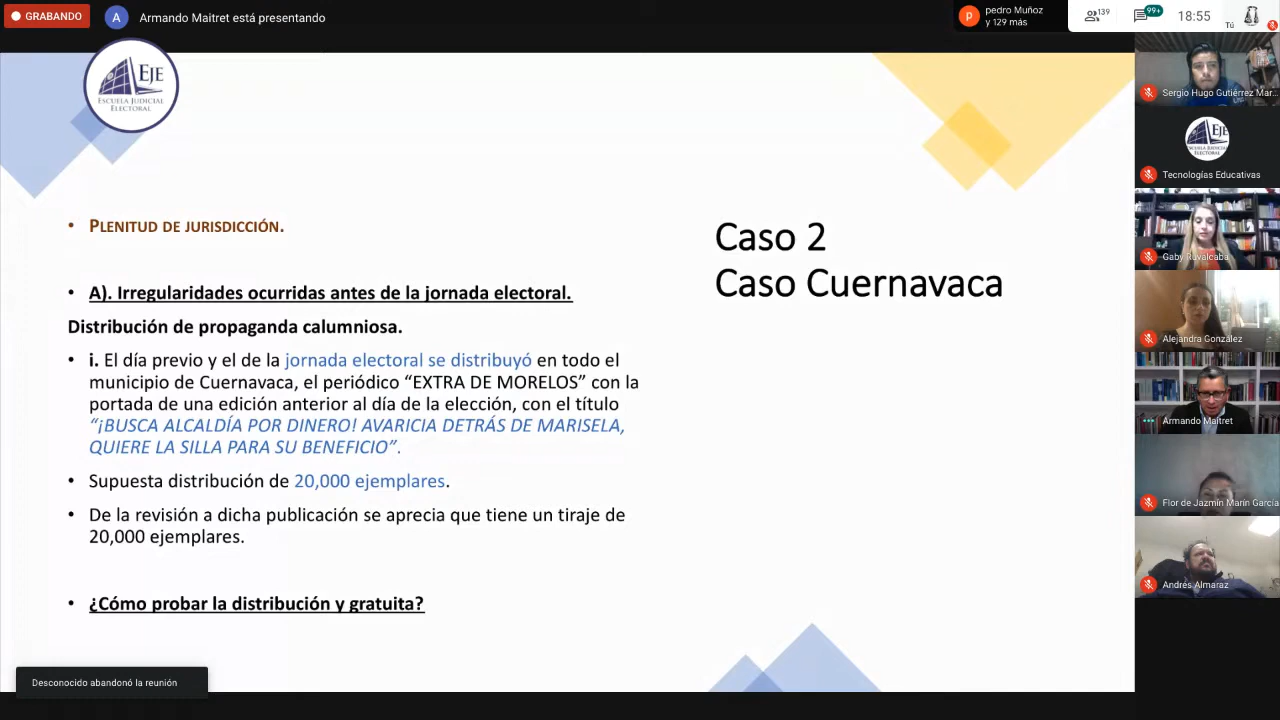 GRABANDO
A
Armando Maitret está presentando
P
pedro Muñoz
y 129 más
139
99+
18:55
Tú
EJE
ESCUELA JUDICIAL
ELECTORAL
• PLENITUD DE JURISDICCIÓN.
• A). Irregularidades ocurridas antes de la jornada electoral.
Distribución de propaganda calumniosa.
• i. El día previo y el de la jornada electoral se distribuyó en todo el
municipio de Cuernavaca, el periódico “EXTRA DE MORELOS” con la
portada de una edición anterior al día de la elección, con el título
“¡BUSCA ALCALDÍA POR DINERO! AVARICIA DETRÁS DE MARISELA,
QUIERE LA SILLA PARA SU BENEFICIO”.
• Supuesta distribución de 20,000 ejemplares.
• De la revisión a dicha publicación se aprecia que tiene un tiraje de
20,000 ejemplares.
• ¿Cómo probar la distribución y gratuita?
Caso 2
Caso Cuernavaca
Sergio Hugo Gutiérrez Mar...
EJE
ESCUELA JUDICIAL
ELECTORAL
Tecnologías Educativas
Gaby Ruvalcaba
Alejandra González
Armando Maitret
Flor de Jazmín Marín García
Andrés Almaraz
Desconocido abandonó la reunión